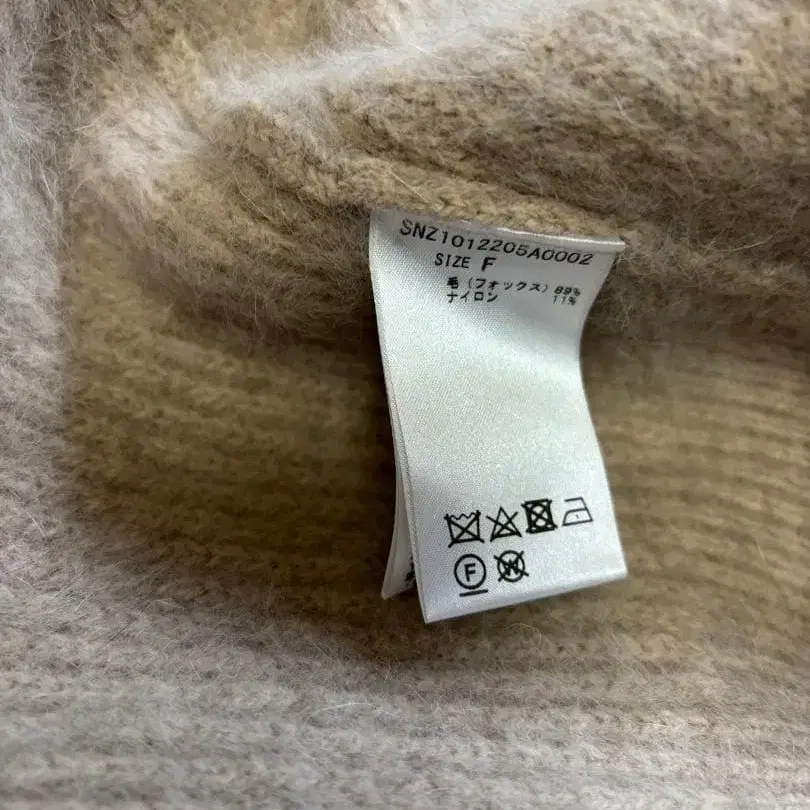 SNZ1012205A0002
SIZE F
毛(フォックス) 89%
ナイロン 11%
F
W